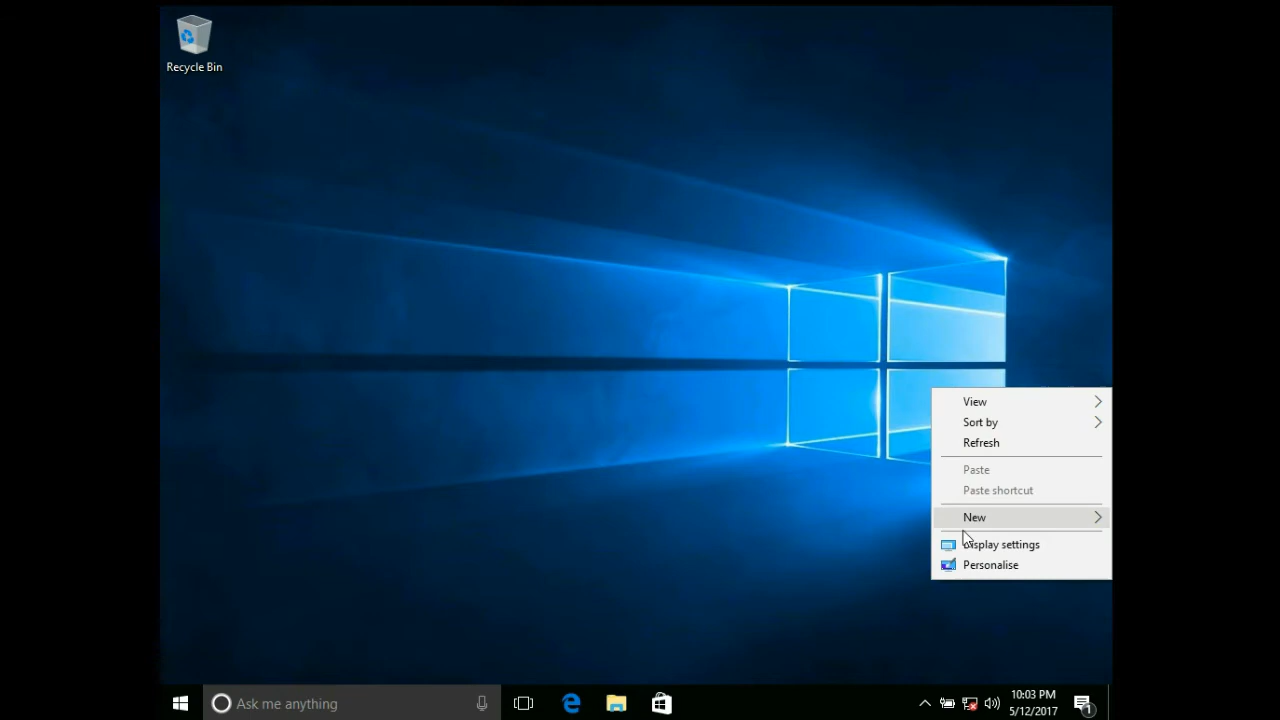 Recycle Bin
View
Sort by
Refresh
Paste
Paste shortcut
New
Display settings
Personalise
Ask me anything
10:03 PM
5/12/2017
1